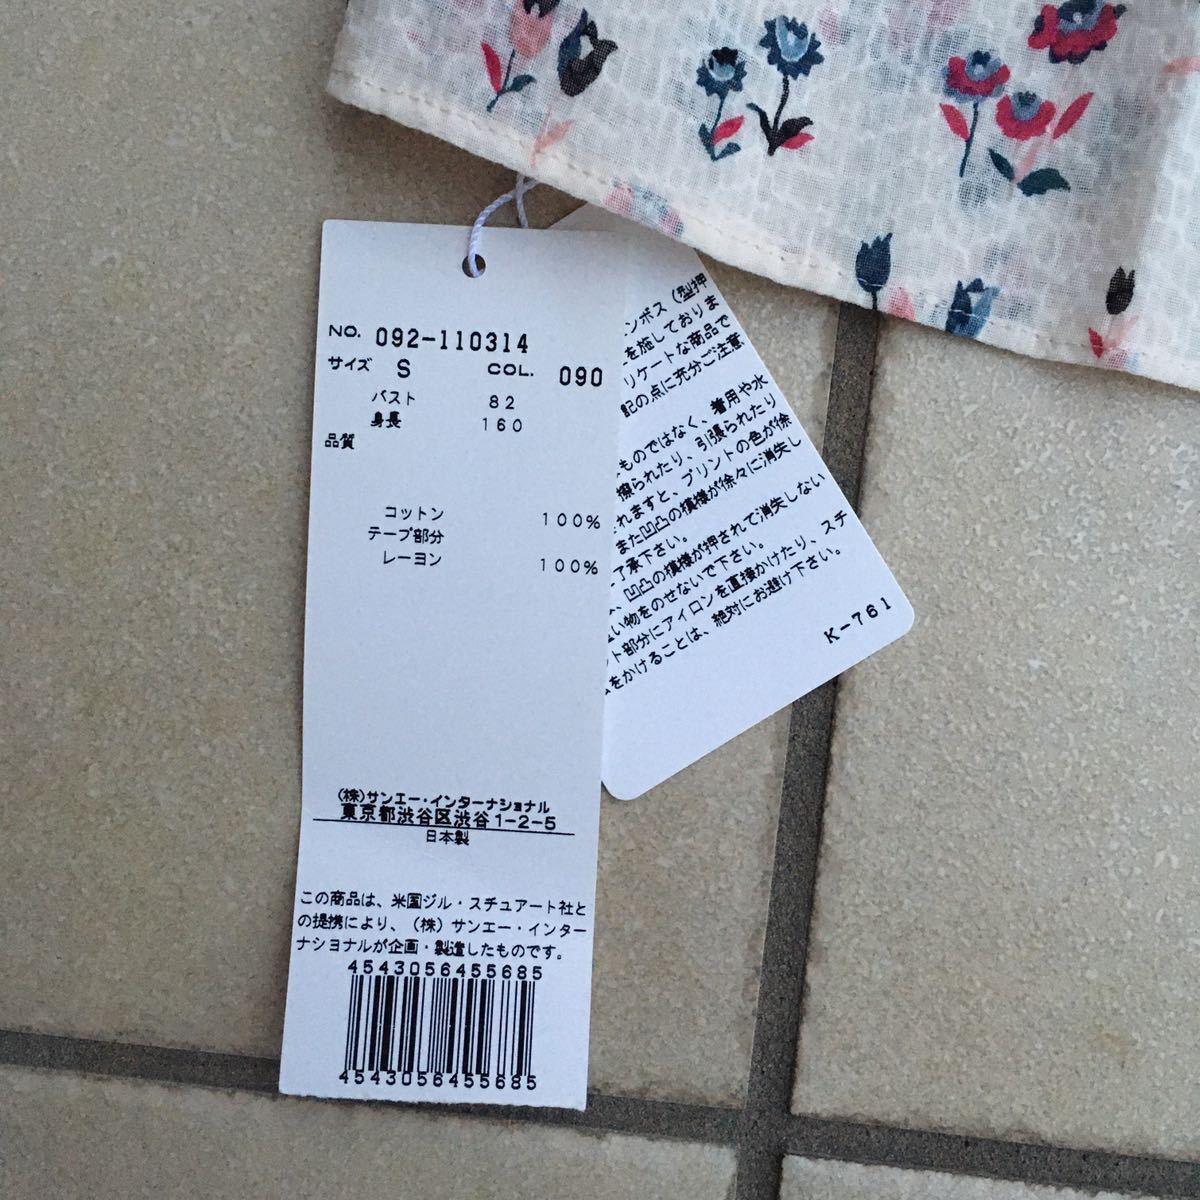 NO. 092-110314
サイズ S COL. 090
バスト 82
身長 160
品質
コットン 100%
テープ部分
レーヨン 100%
(株)サンエー・インターナショナル
東京都渋谷区渋谷1-2-5
日本製
この商品は、米国ジル・スチュアート社と
の提携により、(株)サンエー・インター
ナショナルが企画・製造したものです。
4543056455685
4543056455685
ンボス(型押
を施しておりま
リケートな商品で
記の点に充分ご注意
ものではなく、着用や水
擦られたり、引張られたり
れますと、プリントの色が徐
また凹凸の模様が徐々に消失し
了承下さい。
、凹凸の模様が押されて消失しない
い物をのせないで下さい。
ト部分にアイロンを直接かけたり、スチ
をかけることは、絶対にお避け下さい。
K-761